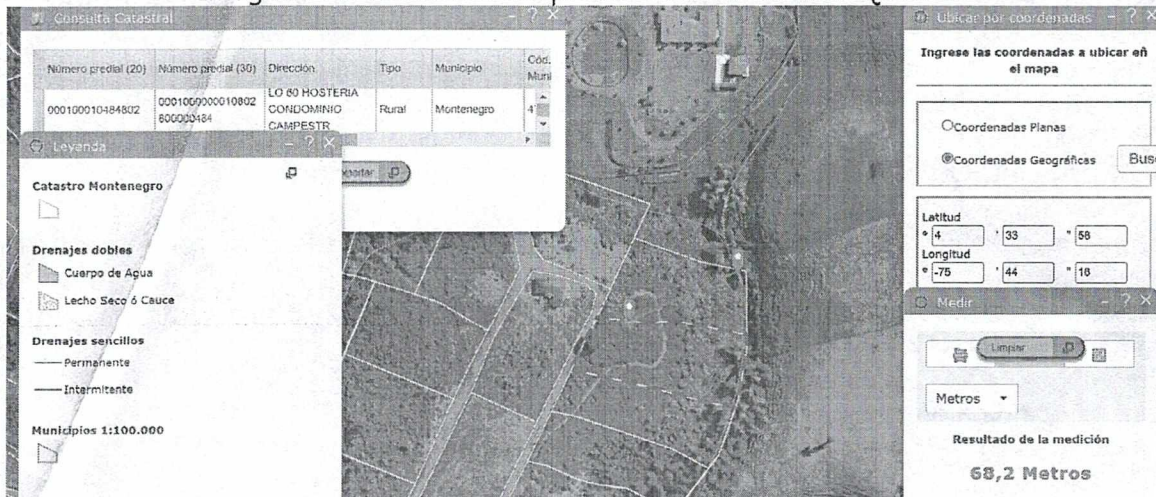 Consulta Catastral
Número predial (20) Número predial (30) Dirección Tipo Municipio Cód. Muni
000100010484802 0001000000010802600000484 LO 60 HOSTERIA CONDOMINIO CAMPESTR Rural Montenegro
Leyenda
Catastro Montenegro
Drenajes dobles
Cuerpo de Agua
Lecho Seco ó Cauce
Drenajes sencillos
Permanente
Intermitente
Municipios 1:100.000
Ubicar por coordenadas
Ingrese las coordenadas a ubicar en
el mapa
Coordenadas Planas
Coordenadas Geográficas
Latitud
° 4 ' 33 " 58
Longitud
° -75 ' 44 " 16
Medir
Limpiar
Metros
Resultado de la medición
68,2 Metros